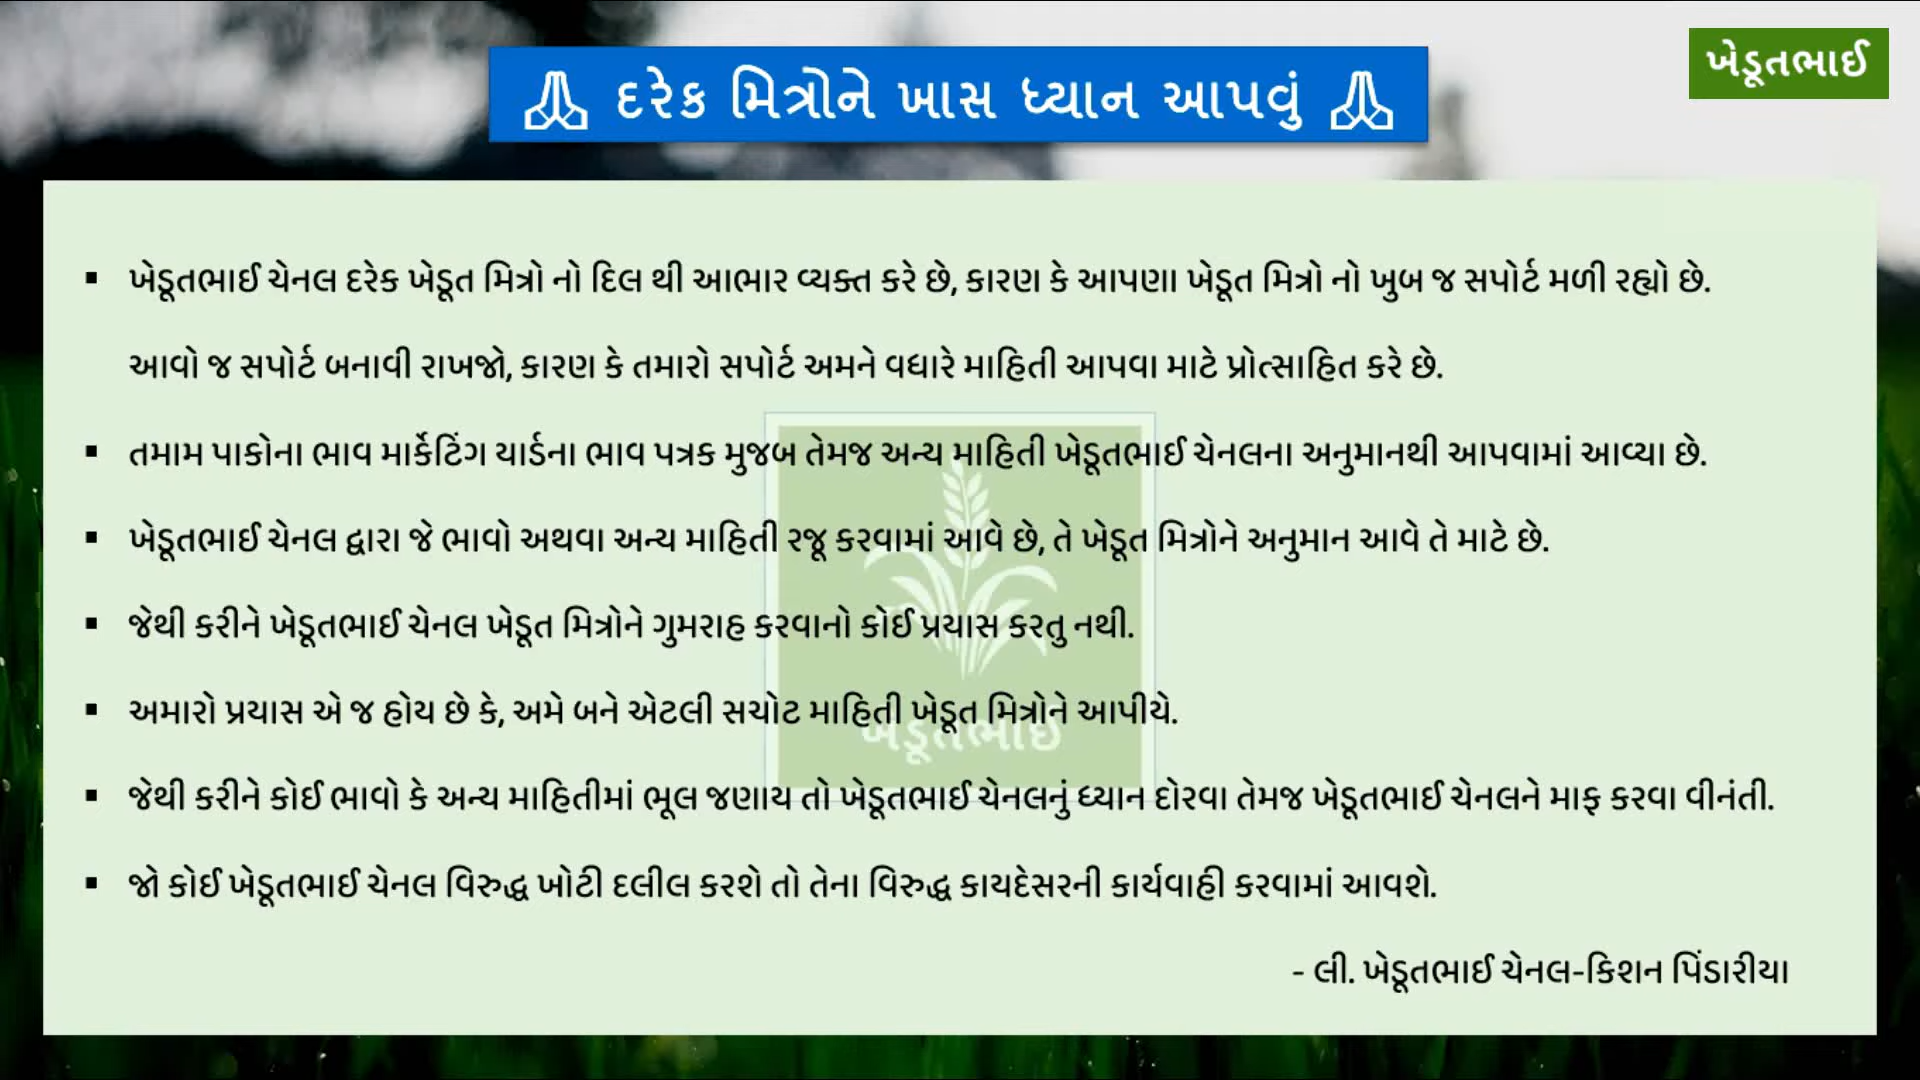 ખેડૂતભાઈ
🙏 દરેક મિત્રોને ખાસ ધ્યાન આપવું 🙏
▪ ખેડૂતભાઈ ચેનલ દરેક ખેડૂત મિત્રો નો દિલ થી આભાર વ્યક્ત કરે છે, કારણ કે આપણા ખેડૂત મિત્રો નો ખુબ જ સપોર્ટ મળી રહ્યો છે.
આવો જ સપોર્ટ બનાવી રાખજો, કારણ કે તમારો સપોર્ટ અમને વધારે માહિતી આપવા માટે પ્રોત્સાહિત કરે છે.
▪ તમામ પાકોના ભાવ માર્કેટિંગ યાર્ડના ભાવ પત્રક મુજબ તેમજ અન્ય માહિતી ખેડૂતભાઈ ચેનલના અનુમાનથી આપવામાં આવ્યા છે.
▪ ખેડૂતભાઈ ચેનલ દ્વારા જે ભાવો અથવા અન્ય માહિતી રજૂ કરવામાં આવે છે, તે ખેડૂત મિત્રોને અનુમાન આવે તે માટે છે.
▪ જેથી કરીને ખેડૂતભાઈ ચેનલ ખેડૂત મિત્રોને ગુમરાહ કરવાનો કોઈ પ્રયાસ કરતુ નથી.
▪ અમારો પ્રયાસ એ જ હોય છે કે, અમે બને એટલી સચોટ માહિતી ખેડૂત મિત્રોને આપીયે.
ખેડૂતભાઈ
▪ જેથી કરીને કોઈ ભાવો કે અન્ય માહિતીમાં ભૂલ જણાય તો ખેડૂતભાઈ ચેનલનું ધ્યાન દોરવા તેમજ ખેડૂતભાઈ ચેનલને માફ કરવા વીનંતી.
▪ જો કોઈ ખેડૂતભાઈ ચેનલ વિરુદ્ધ ખોટી દલીલ કરશે તો તેના વિરુદ્ધ કાયદેસરની કાર્યવાહી કરવામાં આવશે.
- લી. ખેડૂતભાઈ ચેનલ-કિશન પિંડારીયા